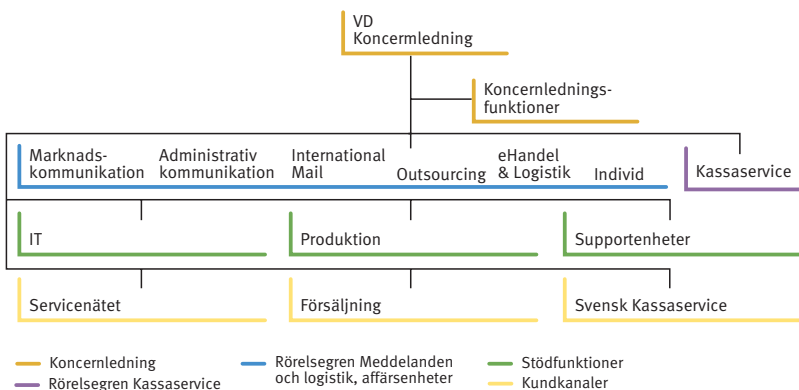 VD
Koncermledning
Koncernlednings-
funktioner
Marknads-
kommunikation
Administrativ
kommunikation
International
Mail
Outsourcing
eHandel
& Logistik
Individ
Kassaservice
IT
Produktion
Supportenheter
Servicenätet
Försäljning
Svensk Kassaservice
Koncernledning
Rörelsegren Kassaservice
Rörelsegren Meddelanden
och logistik, affärsenheter
Stödfunktioner
Kundkanaler